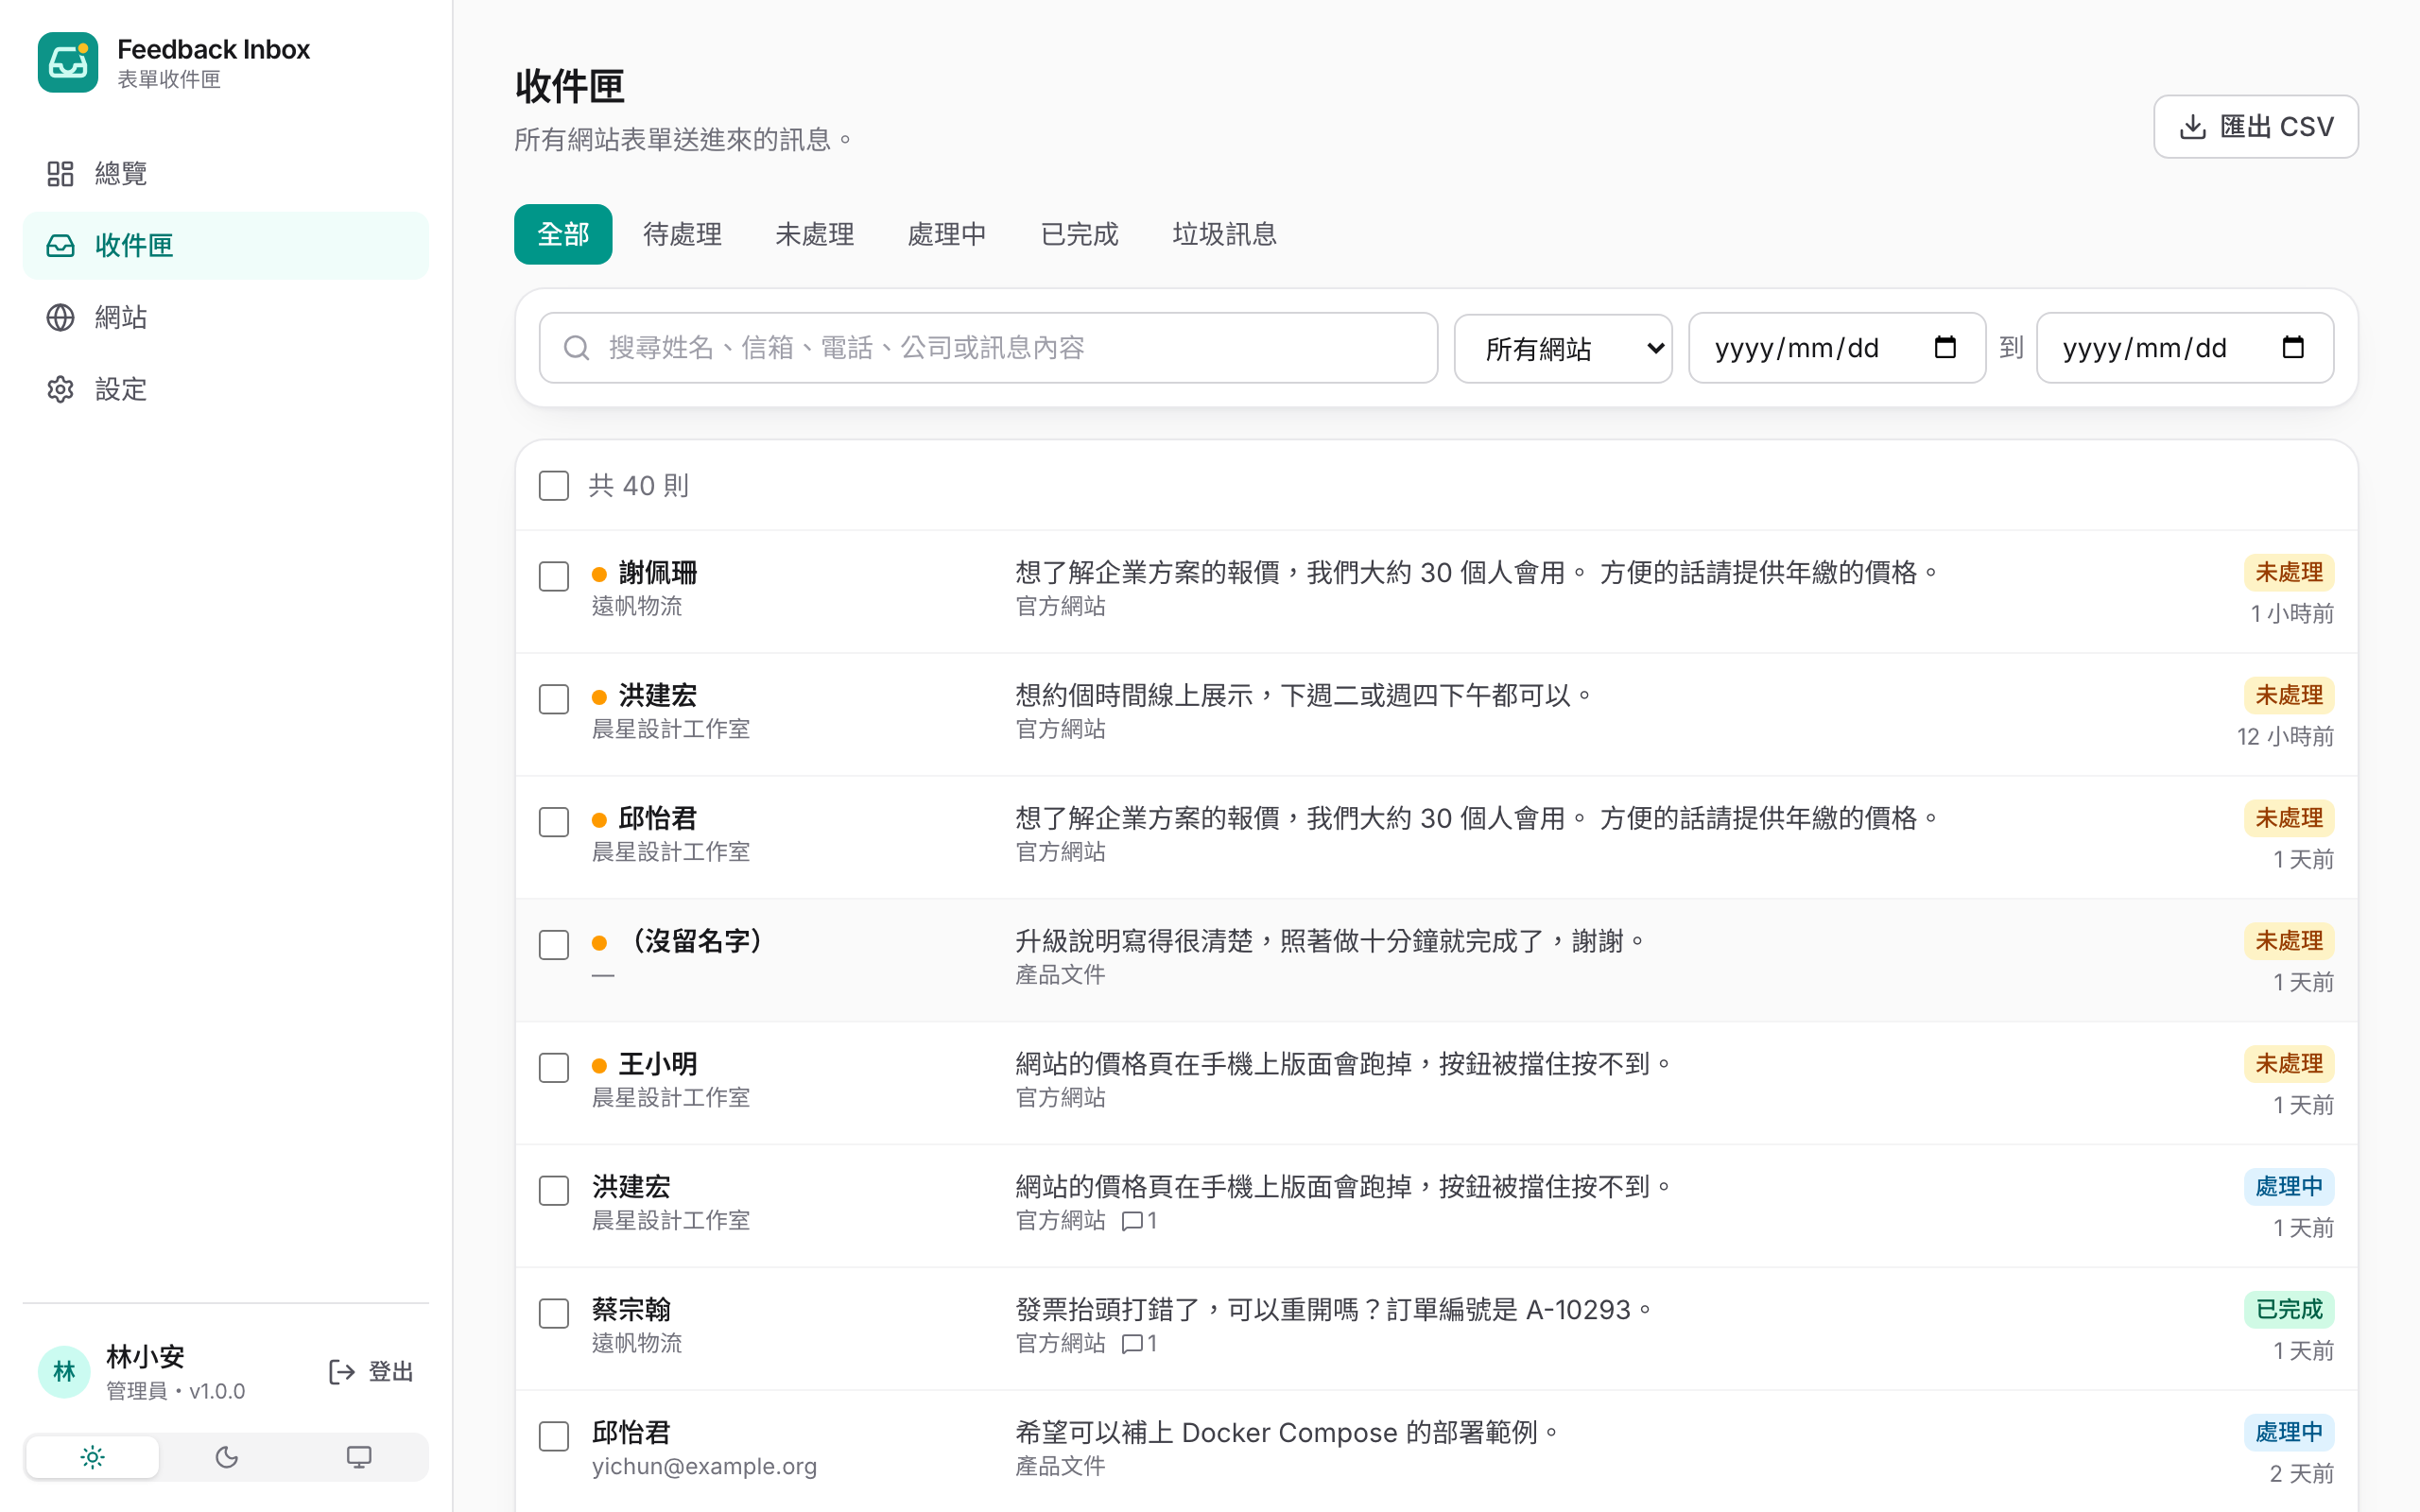 Feedback Inbox
表單收件匣
總覽
收件匣
網站
設定
林
林小安
管理員・v1.0.0
登出
收件匣
所有網站表單送進來的訊息。
匯出 CSV
全部
待處理
未處理
處理中
已完成
垃圾訊息
搜尋姓名、信箱、電話、公司或訊息內容
所有網站
yyyy/mm/dd
到
yyyy/mm/dd
共 40 則
謝佩珊
遠帆物流
想了解企業方案的報價，我們大約 30 個人會用。 方便的話請提供年繳的價格。
官方網站
未處理
1 小時前
洪建宏
晨星設計工作室
想約個時間線上展示，下週二或週四下午都可以。
官方網站
未處理
12 小時前
邱怡君
晨星設計工作室
想了解企業方案的報價，我們大約 30 個人會用。 方便的話請提供年繳的價格。
官方網站
未處理
1 天前
（沒留名字）
—
升級說明寫得很清楚，照著做十分鐘就完成了，謝謝。
產品文件
未處理
1 天前
王小明
晨星設計工作室
網站的價格頁在手機上版面會跑掉，按鈕被擋住按不到。
官方網站
未處理
1 天前
洪建宏
晨星設計工作室
網站的價格頁在手機上版面會跑掉，按鈕被擋住按不到。
官方網站 1
處理中
1 天前
蔡宗翰
遠帆物流
發票抬頭打錯了，可以重開嗎？訂單編號是 A-10293。
官方網站 1
已完成
1 天前
邱怡君
yichun@example.org
希望可以補上 Docker Compose 的部署範例。
產品文件
處理中
2 天前